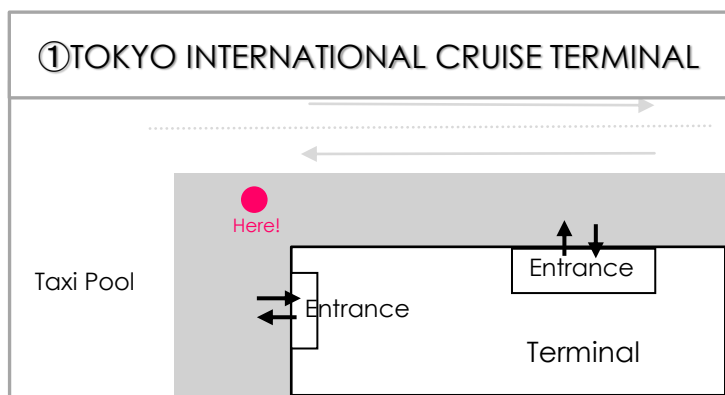 ①TOKYO INTERNATIONAL CRUISE TERMINAL
Here!
Entrance
Taxi Pool
Entrance
Terminal